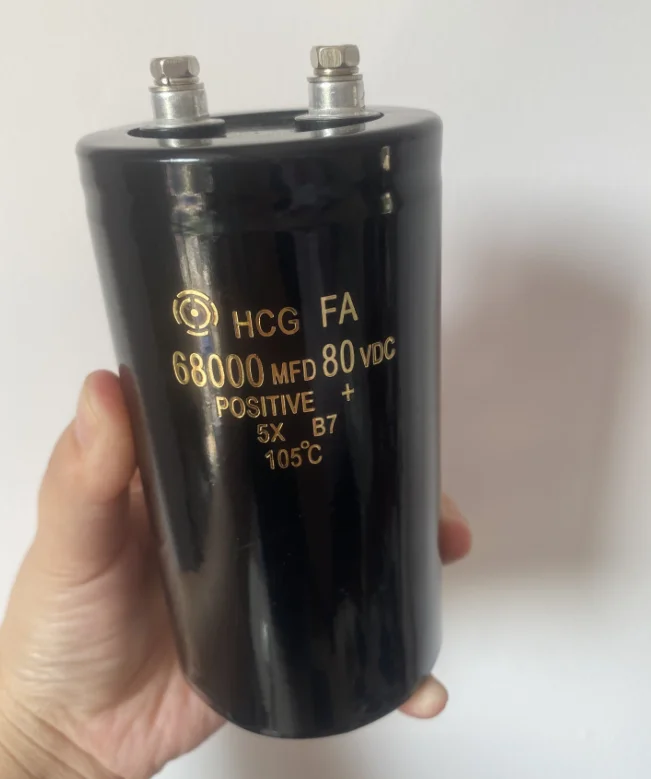 HCG FA
68000 MFD 80 VDC
POSITIVE +
5X B7
105°C